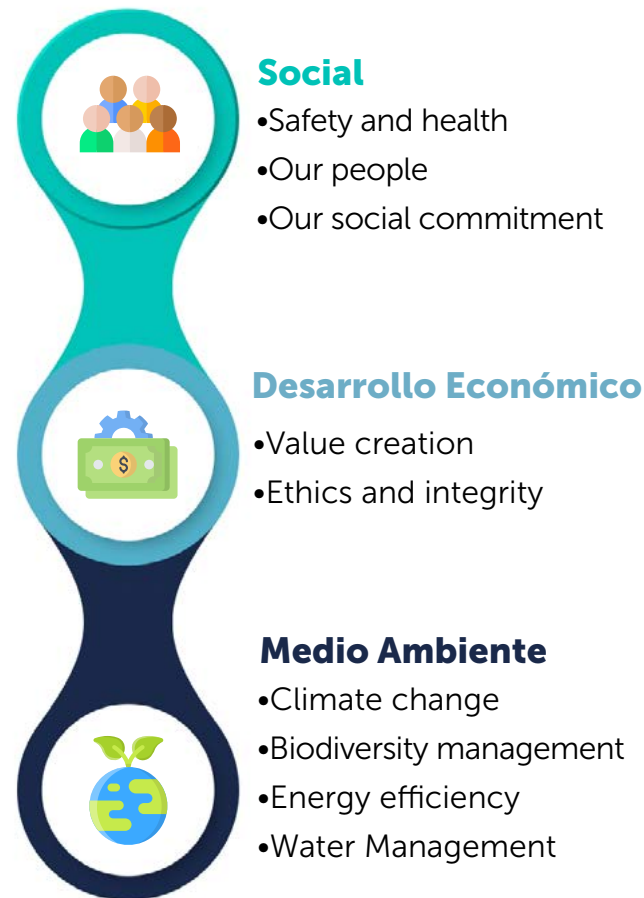 Social
•Safety and health
•Our people
•Our social commitment
Desarrollo Económico
$
•Value creation
•Ethics and integrity
Medio Ambiente
•Climate change
•Biodiversity management
•Energy efficiency
•Water Management